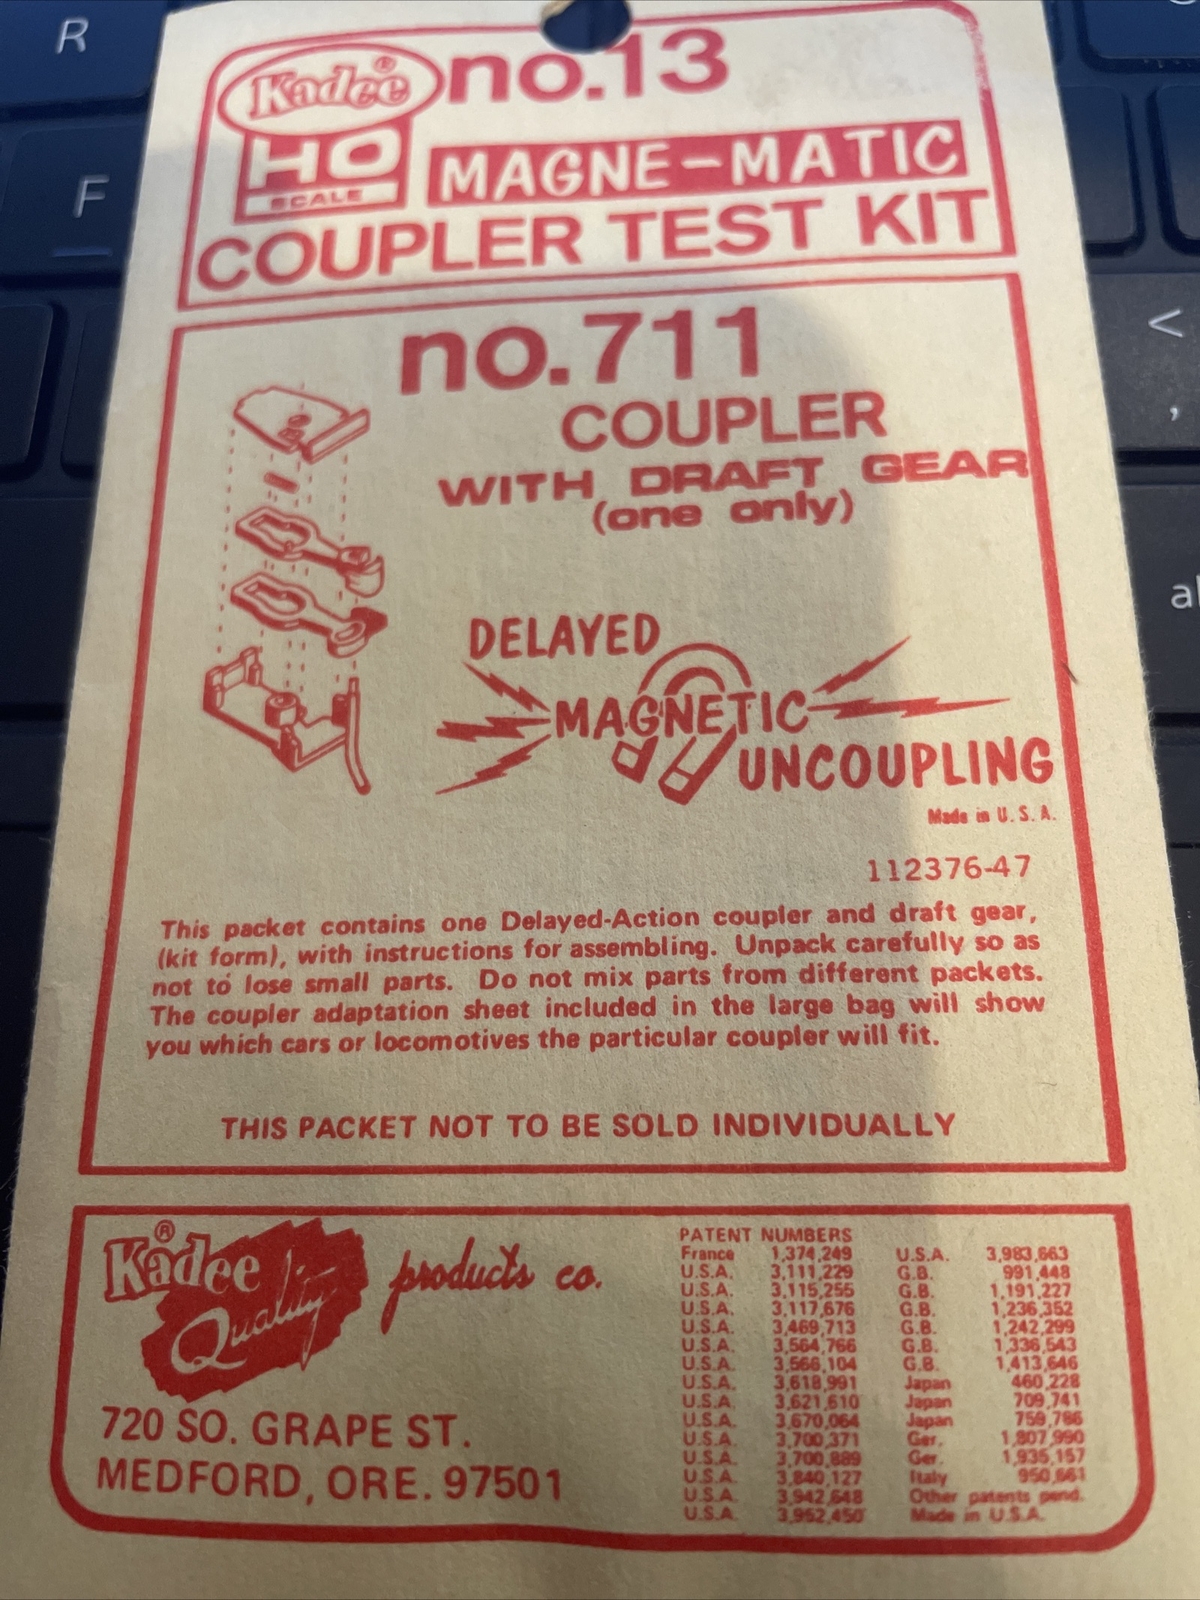 R
F
<
,
Kadee® no.13
HO
SCALE
MAGNE-MATIC
COUPLER TEST KIT
no.711
COUPLER
WITH DRAFT GEAR
(one only)
DELAYED
MAGNETIC
UNCOUPLING
Made in U.S.A.
112376-47
This packet contains one Delayed-Action coupler and draft gear,
(kit form), with instructions for assembling. Unpack carefully so as
not to lose small parts. Do not mix parts from different packets.
The coupler adaptation sheet included in the large bag will show
you which cars or locomotives the particular coupler will fit.
THIS PACKET NOT TO BE SOLD INDIVIDUALLY
Kadee®
Quality
products co.
720 SO. GRAPE ST.
MEDFORD, ORE. 97501
PATENT NUMBERS
France 1,374,249 U.S.A. 3,983,663
U.S.A. 3,111,229 G.B. 991,448
U.S.A. 3,115,255 G.B. 1,191,227
U.S.A. 3,117,676 G.B. 1,236,352
U.S.A. 3,469,713 G.B. 1,242,299
U.S.A. 3,564,766 G.B. 1,336,543
U.S.A. 3,566,104 G.B. 1,413,646
U.S.A. 3,618,991 Japan 460,228
U.S.A. 3,621,610 Japan 709,741
U.S.A. 3,670,064 Japan 759,786
U.S.A. 3,700,371 Ger. 1,807,990
U.S.A. 3,700,889 Ger. 1,935,157
U.S.A. 3,840,127 Italy 950,661
U.S.A. 3,942,648 Other patents pend.
U.S.A. 3,952,450 Made in U.S.A.